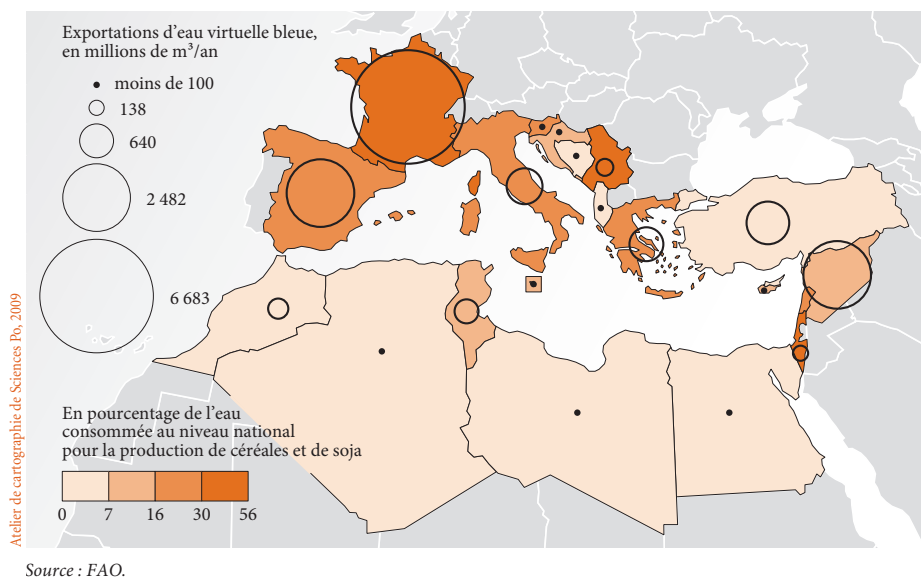 Exportations d'eau virtuelle bleue,
en millions de m³/an
moins de 100
138
640
2 482
6 683
En pourcentage de l'eau
consommée au niveau national
pour la production de céréales et de soja
0 7 16 30 56
Atelier de cartographie de Sciences Po, 2009
Source : FAO.